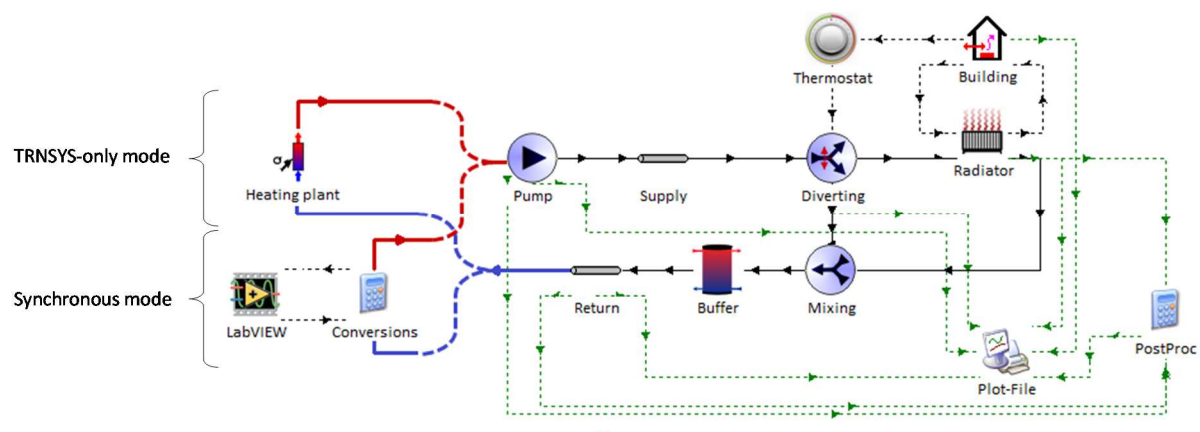 Thermostat
Building
TRNSYS-only mode
Heating plant
Pump
Supply
Diverting
Radiator
Synchronous mode
LabVIEW
Conversions
Return
Buffer
Mixing
Plot-File
PostProc